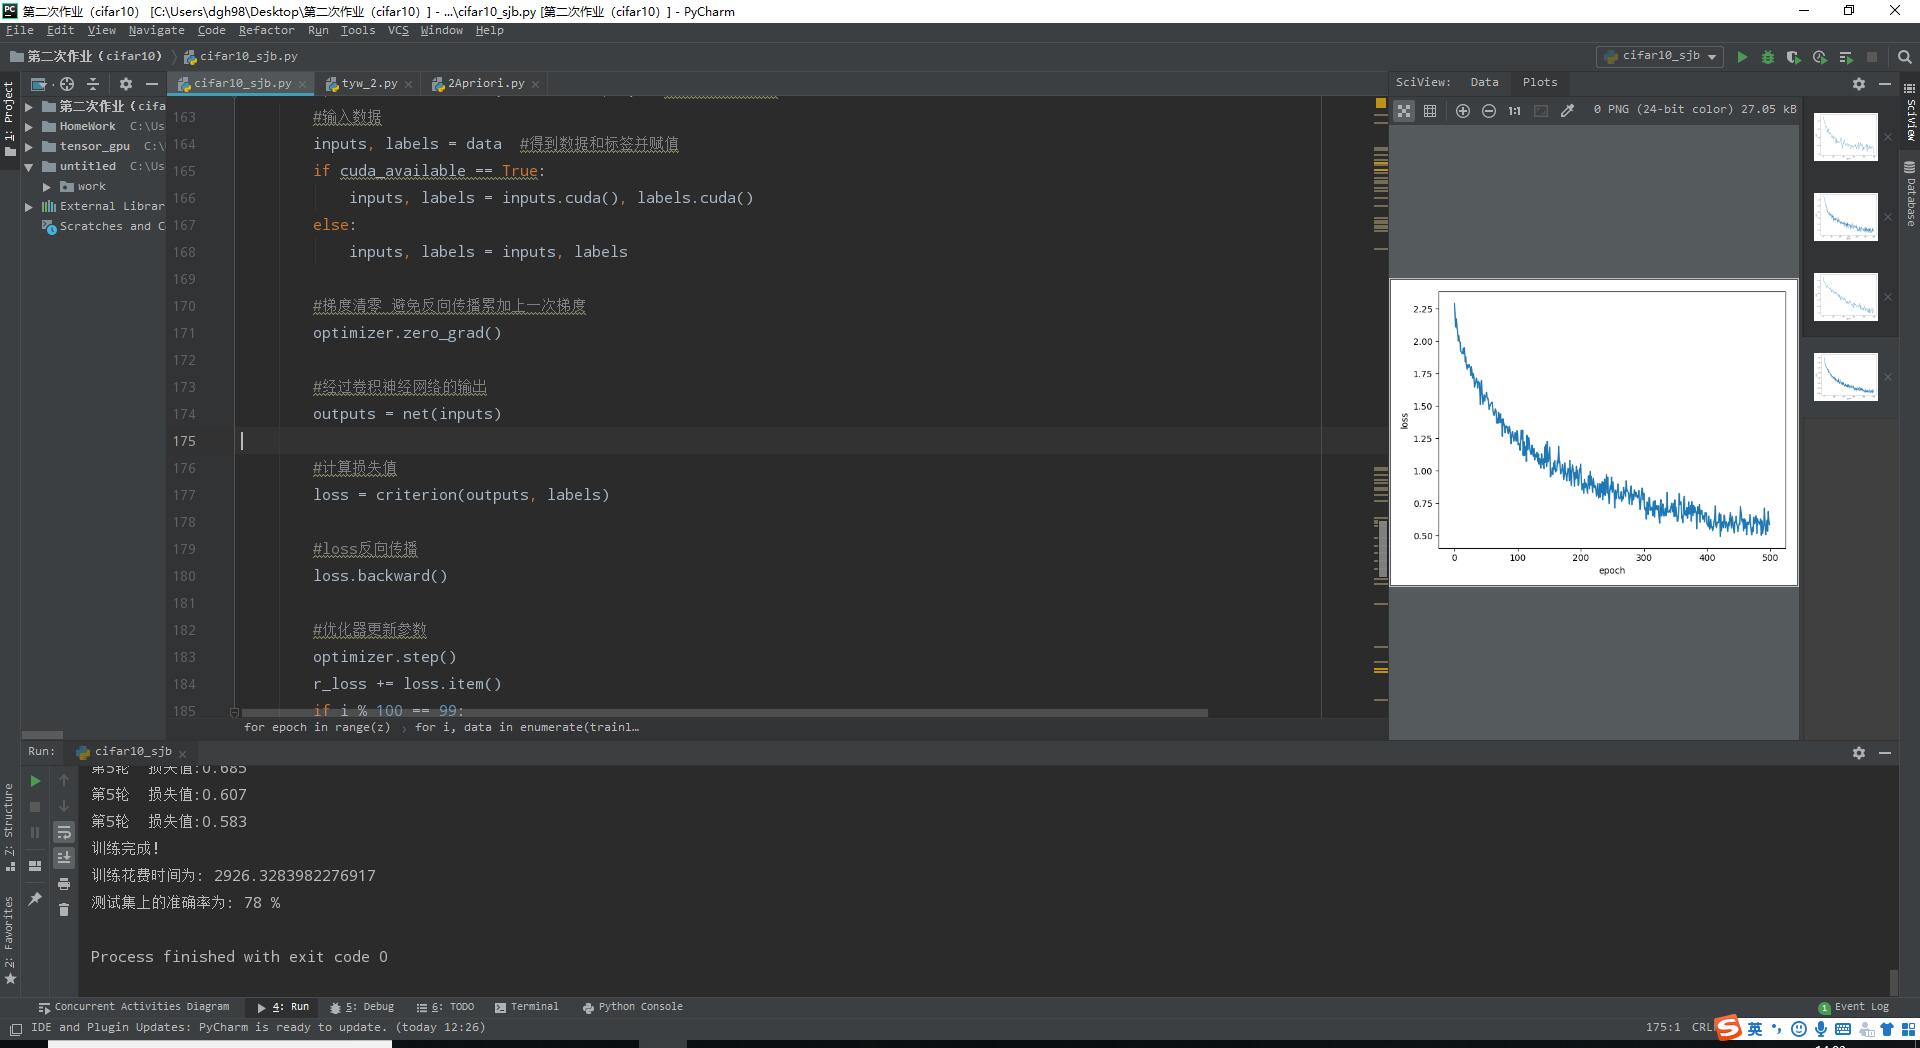 第二次作业（cifar10） [C:\Users\dgh98\Desktop\第二次作业（cifar10）] - ...\cifar10_sjb.py [第二次作业（cifar10）] - PyCharm
File Edit View Navigate Code Refactor Run Tools VCS Window Help
第二次作业（cifar10） cifar10_sjb.py
cifar10_sjb
1: Project
cifar10_sjb.py
tyw_2.py
2Apriori.py
第二次作业（cifa
HomeWork C:\Us
tensor_gpu C:\
untitled C:\Us
work
External Librar
Scratches and C
163 #输入数据
164 inputs, labels = data #得到数据和标签并赋值
165 if cuda_available == True:
166 inputs, labels = inputs.cuda(), labels.cuda()
167 else:
168 inputs, labels = inputs, labels
169
170 #梯度清零 避免反向传播累加上一次梯度
171 optimizer.zero_grad()
172
173 #经过卷积神经网络的输出
174 outputs = net(inputs)
175
176 #计算损失值
177 loss = criterion(outputs, labels)
178
179 #loss反向传播
180 loss.backward()
181
182 #优化器更新参数
183 optimizer.step()
184 r_loss += loss.item()
185 if i % 100 == 99:
for epoch in range(z) › for i, data in enumerate(trainl…
SciView: Data Plots
1:1 0 PNG (24-bit color) 27.05 kB
2.25
2.00
1.75
1.50
1.25
1.00
0.75
0.50
loss
0 100 200 300 400 500
epoch
SciView
Database
Run: cifar10_sjb
第5轮 损失值:0.685
第5轮 损失值:0.607
第5轮 损失值:0.583
训练完成!
训练花费时间为: 2926.3283982276917
测试集上的准确率为: 78 %
Process finished with exit code 0
Z: Structure
2: Favorites
Concurrent Activities Diagram 4: Run 5: Debug 6: TODO Terminal Python Console
1 Event Log
IDE and Plugin Updates: PyCharm is ready to update. (today 12:26)
175:1 CRL
英